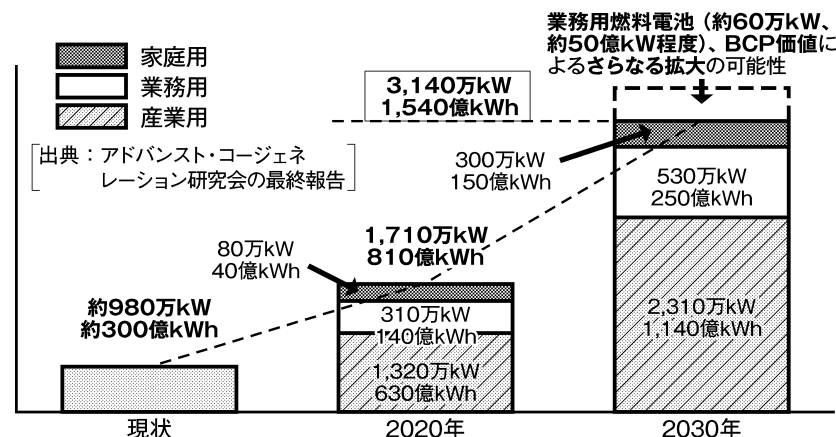 業務用燃料電池（約60万kW、
約50億kW程度）、BCP価値に
よるさらなる拡大の可能性
家庭用
業務用
産業用
出典：アドバンスト・コージェネ
レーション研究会の最終報告
3,140万kW
1,540億kWh
300万kW
150億kWh
530万kW
250億kWh
1,710万kW
810億kWh
80万kW
40億kWh
約980万kW
約300億kWh
310万kW
140億kWh
2,310万kW
1,140億kWh
1,320万kW
630億kWh
現状
2020年
2030年